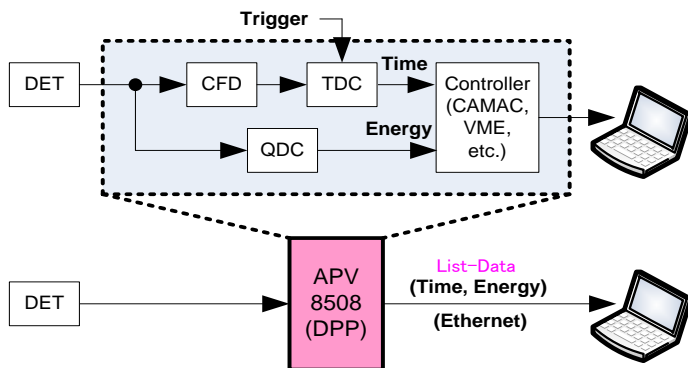 Trigger
DET
CFD
TDC
Time
Controller
(CAMAC,
VME,
etc.)
Energy
QDC
DET
APV
8508
(DPP)
List-Data
(Time, Energy)
(Ethernet)